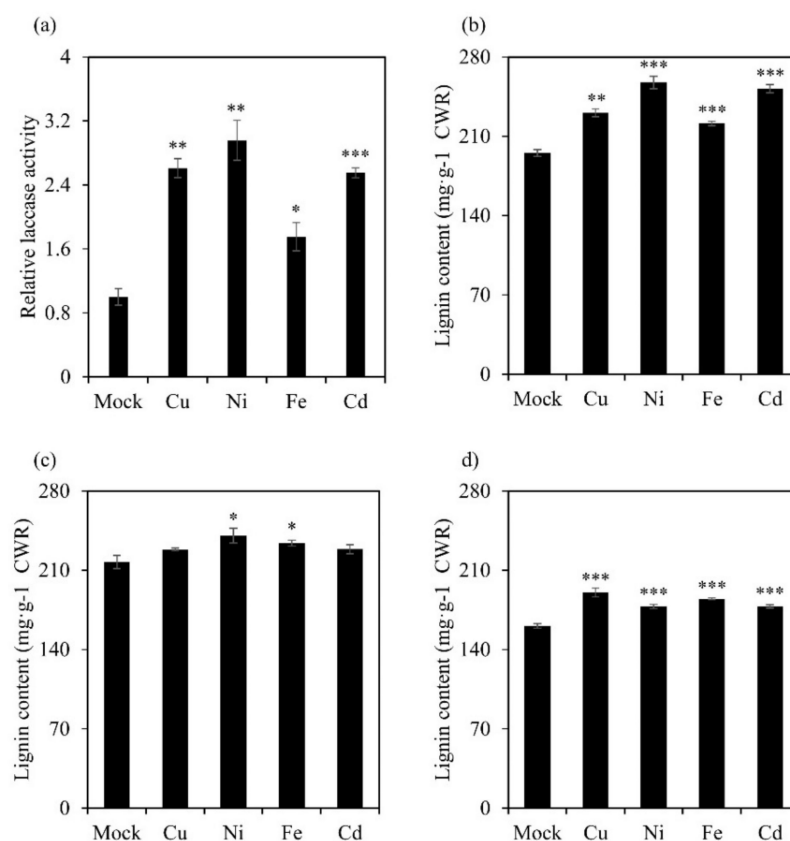 (a)
4
3.2
2.4
1.6
0.8
0
Relative laccase activity
**
**
*
***
Mock Cu Ni Fe Cd
(b)
280
210
140
70
0
Lignin content (mg·g-1 CWR)
**
***
***
***
Mock Cu Ni Fe Cd
(c)
280
210
140
70
0
Lignin content (mg·g-1 CWR)
*
*
Mock Cu Ni Fe Cd
d)
280
210
140
70
0
Lignin content (mg·g-1 CWR)
***
***
***
***
Mock Cu Ni Fe Cd